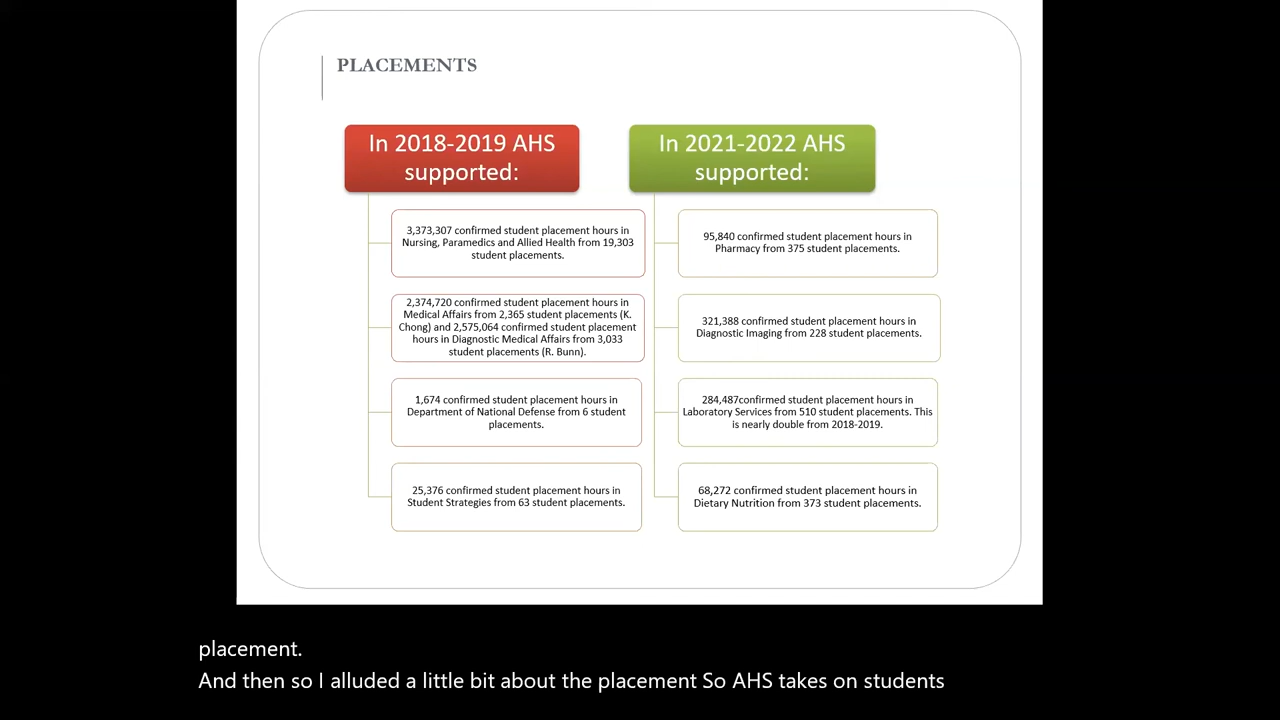 PLACEMENTS
In 2018-2019 AHS
supported:
3,373,307 confirmed student placement hours in
Nursing, Paramedics and Allied Health from 19,303
student placements.
2,374,720 confirmed student placement hours in
Medical Affairs from 2,365 student placements (K.
Chong) and 2,575,064 confirmed student placement
hours in Diagnostic Medical Affairs from 3,033
student placements (R. Bunn).
1,674 confirmed student placement hours in
Department of National Defense from 6 student
placements.
25,376 confirmed student placement hours in
Student Strategies from 63 student placements.
In 2021-2022 AHS
supported:
95,840 confirmed student placement hours in
Pharmacy from 375 student placements.
321,388 confirmed student placement hours in
Diagnostic Imaging from 228 student placements.
284,487confirmed student placement hours in
Laboratory Services from 510 student placements. This
is nearly double from 2018-2019.
68,272 confirmed student placement hours in
Dietary Nutrition from 373 student placements.
placement.
And then so I alluded a little bit about the placement So AHS takes on students